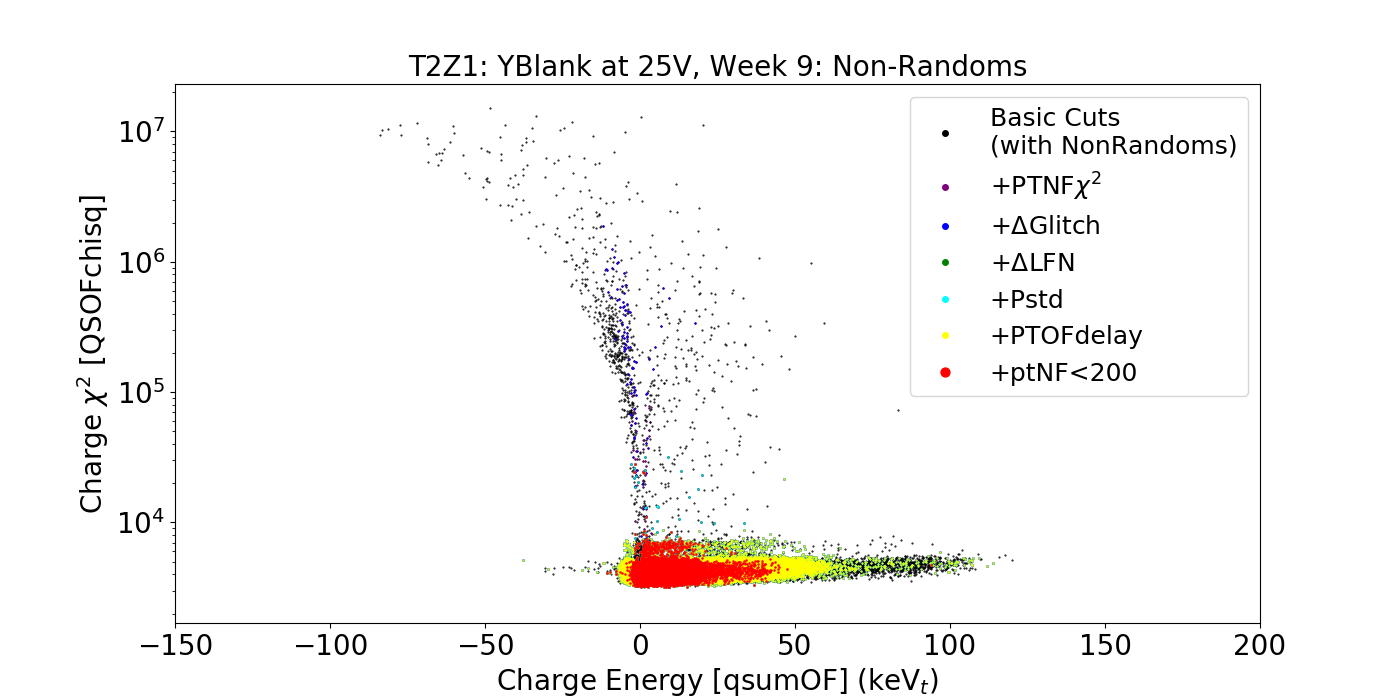 T2Z1: YBlank at 25V, Week 9: Non-Randoms
Charge χ² [QSOFchisq]
10⁷
10⁶
10⁵
10⁴
Basic Cuts
(with NonRandoms)
+PTNFχ²
+ΔGlitch
+ΔLFN
+Pstd
+PTOFdelay
+ptNF<200
−150
−100
−50
0
50
100
150
200
Charge Energy [qsumOF] (keVₜ)